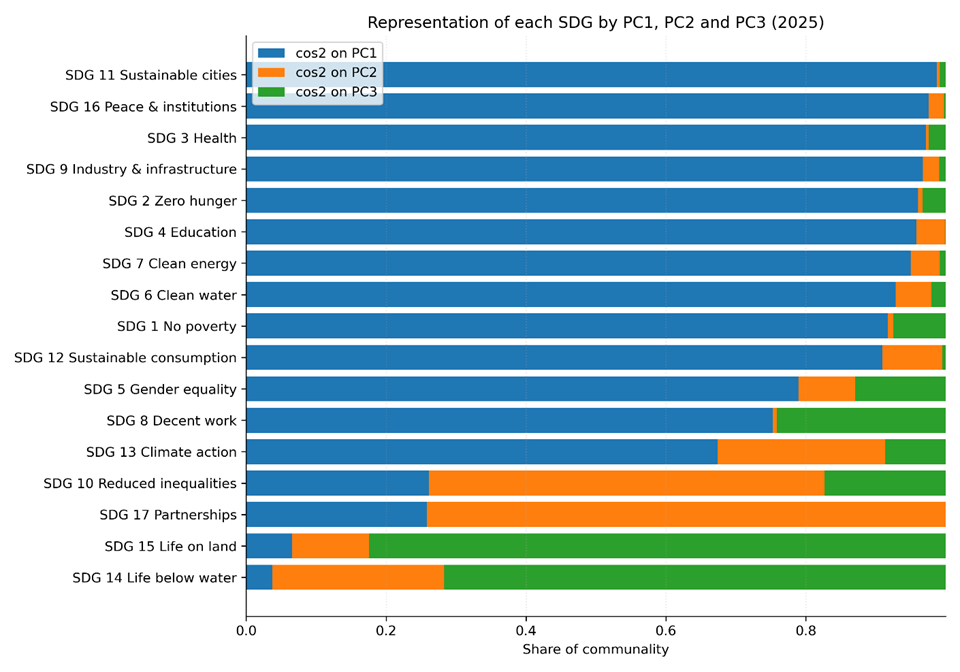 Representation of each SDG by PC1, PC2 and PC3 (2025)
cos2 on PC1
cos2 on PC2
cos2 on PC3
SDG 11 Sustainable cities
SDG 16 Peace & institutions
SDG 3 Health
SDG 9 Industry & infrastructure
SDG 2 Zero hunger
SDG 4 Education
SDG 7 Clean energy
SDG 6 Clean water
SDG 1 No poverty
SDG 12 Sustainable consumption
SDG 5 Gender equality
SDG 8 Decent work
SDG 13 Climate action
SDG 10 Reduced inequalities
SDG 17 Partnerships
SDG 15 Life on land
SDG 14 Life below water
0.0 0.2 0.4 0.6 0.8
Share of communality